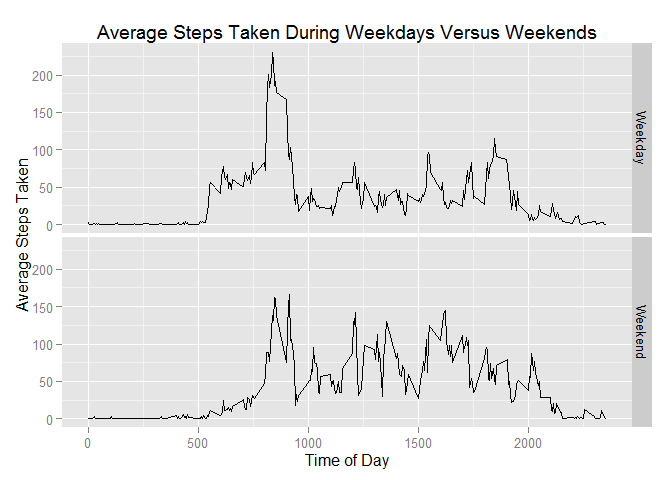 Average Steps Taken During Weekdays Versus Weekends
Average Steps Taken
200
150
100
50
0
Weekday
200
150
100
50
0
Weekend
0 500 1000 1500 2000
Time of Day